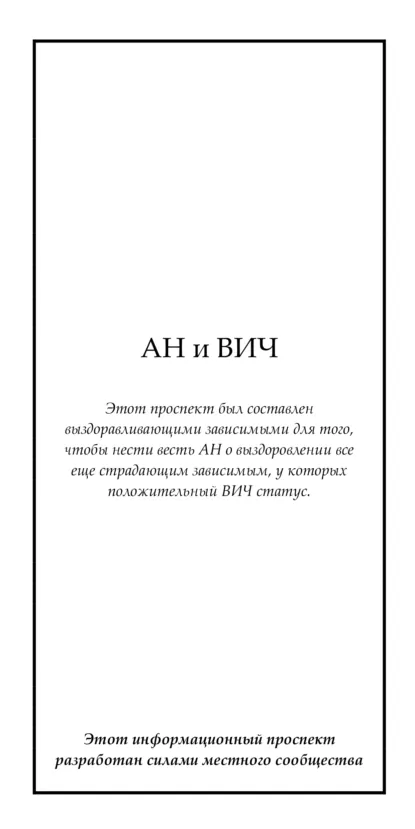 АН и ВИЧ
Этот проспект был составлен
выздоравливающими зависимыми для того,
чтобы нести весть АН о выздоровлении все
еще страдающим зависимым, у которых
положительный ВИЧ статус.
Этот информационный проспект
разработан силами местного сообщества